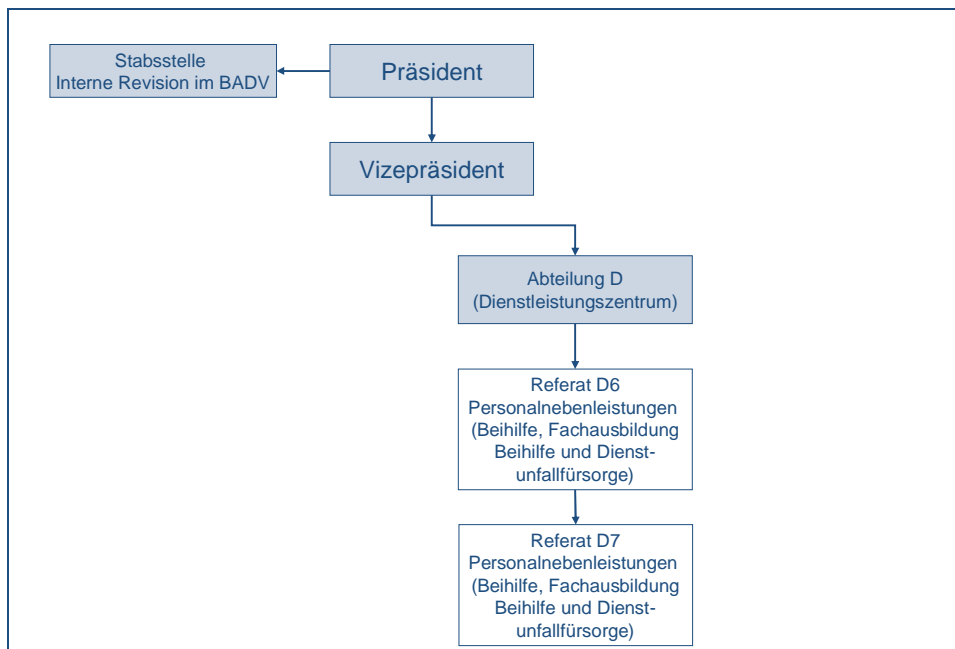 Stabsstelle
Interne Revision im BADV
Präsident
Vizepräsident
Abteilung D
(Dienstleistungszentrum)
Referat D6
Personalnebenleistungen
(Beihilfe, Fachausbildung
Beihilfe und Dienst-
unfallfürsorge)
Referat D7
Personalnebenleistungen
(Beihilfe, Fachausbildung
Beihilfe und Dienst-
unfallfürsorge)